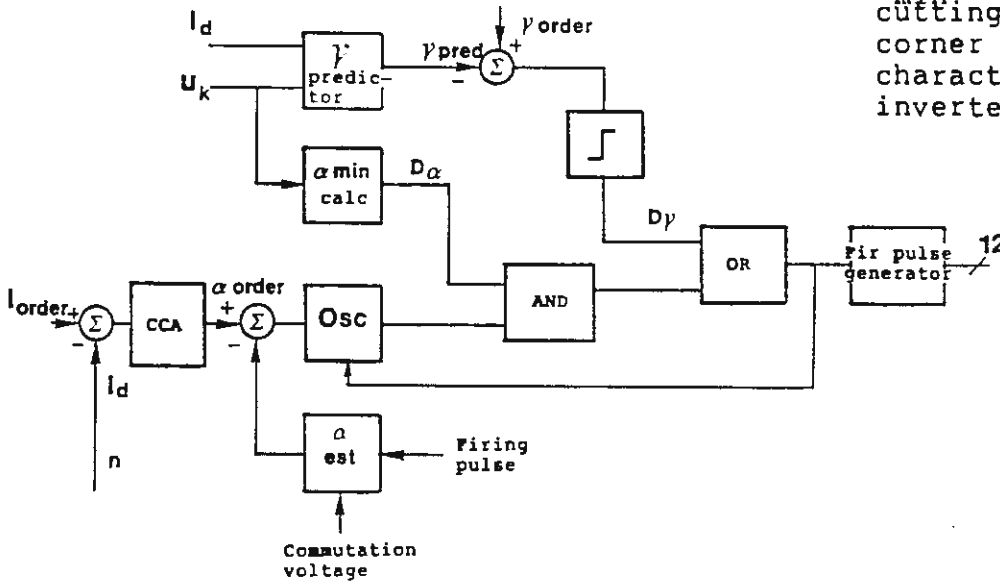 cutting
corner
charact
inverte
I_d
γ order
γ
predic-
tor
γ pred
+
Σ
-
u_k
α min
calc
D_α
D_γ
OR
Fir pulse
generator
12
AND
I_order
+
Σ
-
CCA
α order
+
Σ
-
Osc
I_d
n
α
est
Firing
pulse
Commutation
voltage